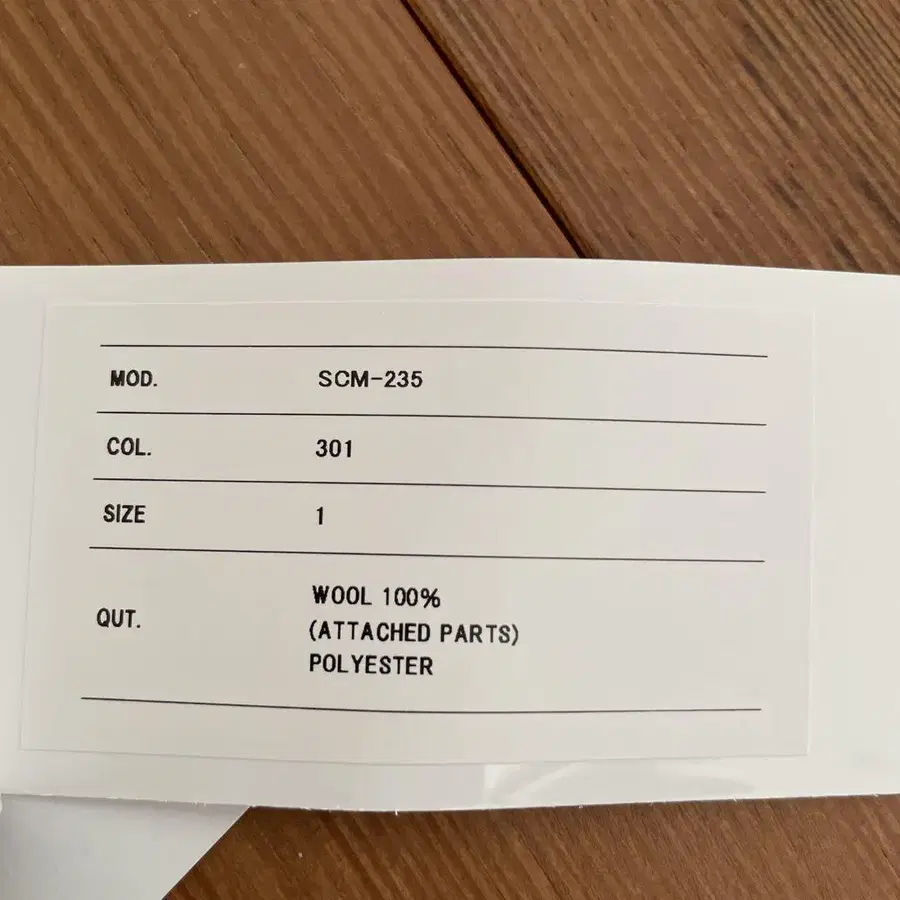 MOD. SCM-235
COL. 301
SIZE 1
QUT. WOOL 100%
(ATTACHED PARTS)
POLYESTER